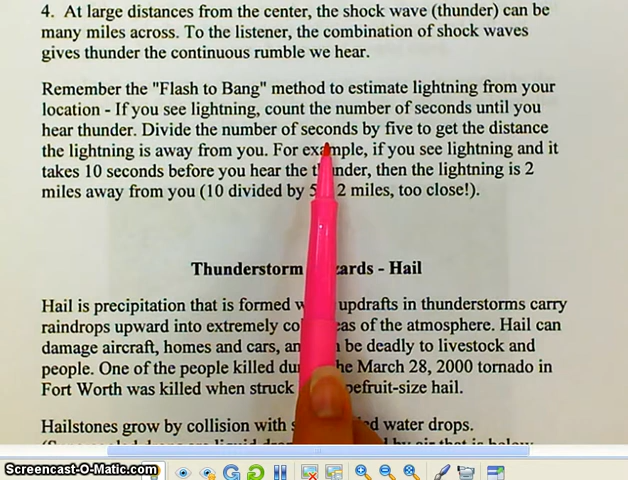 4. At large distances from the center, the shock wave (thunder) can be
many miles across. To the listener, the combination of shock waves
gives thunder the continuous rumble we hear.
Remember the "Flash to Bang" method to estimate lightning from your
location - If you see lightning, count the number of seconds until you
hear thunder. Divide the number of seconds by five to get the distance
the lightning is away from you. For example, if you see lightning and it
takes 10 seconds before you hear the thunder, then the lightning is 2
miles away from you (10 divided by 5 2 miles, too close!).
Thunderstorm - Hail
Hail is precipitation that is formed updrafts in thunderstorms carry
raindrops upward into extremely of the atmosphere. Hail can
damage aircraft, homes and cars, be deadly to livestock and
people. One of the people killed March 28, 2000 tornado in
Fort Worth was killed when struck hail.
Hailstones grow by collision with water drops.
Screencast-O-Matic.com